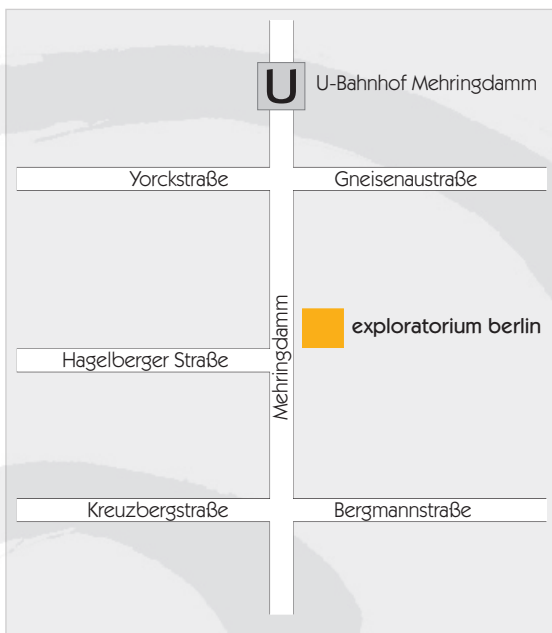 U
U-Bahnhof Mehringdamm
Yorckstraße
Gneisenaustraße
Mehringdamm
exploratorium berlin
Hagelberger Straße
Kreuzbergstraße
Bergmannstraße